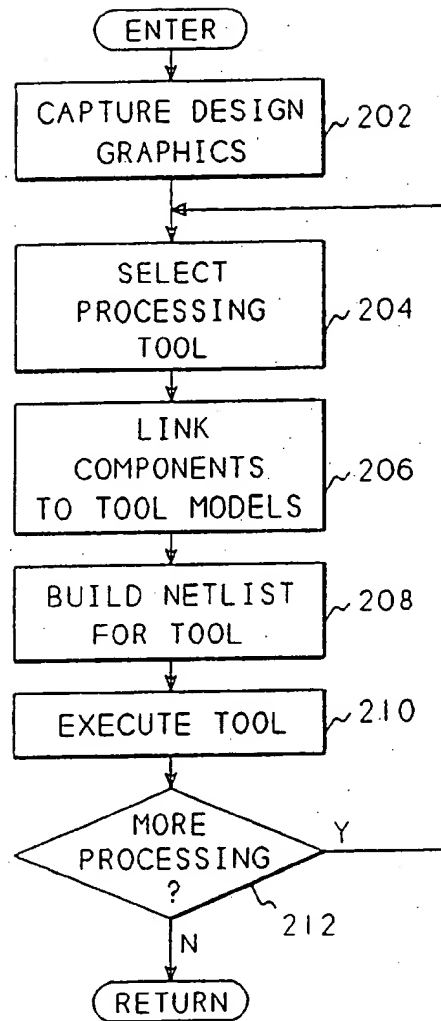 ENTER
CAPTURE DESIGN
GRAPHICS
202
SELECT
PROCESSING
TOOL
204
LINK
COMPONENTS
TO TOOL MODELS
206
BUILD NETLIST
FOR TOOL
208
EXECUTE TOOL
210
MORE
PROCESSING
?
Y
212
N
RETURN